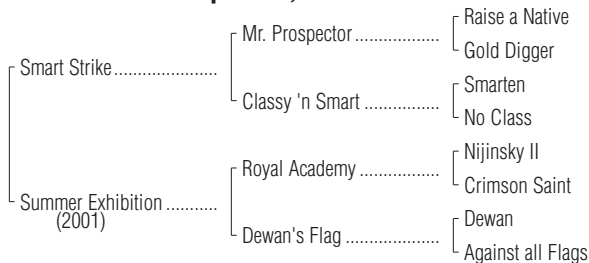 Raise a Native
Mr. Prospector ..................
Gold Digger
Smart Strike ......................
Smarten
Classy 'n Smart ................
No Class
Nijinsky II
Royal Academy .................
Crimson Saint
Summer Exhibition ...........
(2001)
Dewan
Dewan's Flag ....................
Against all Flags